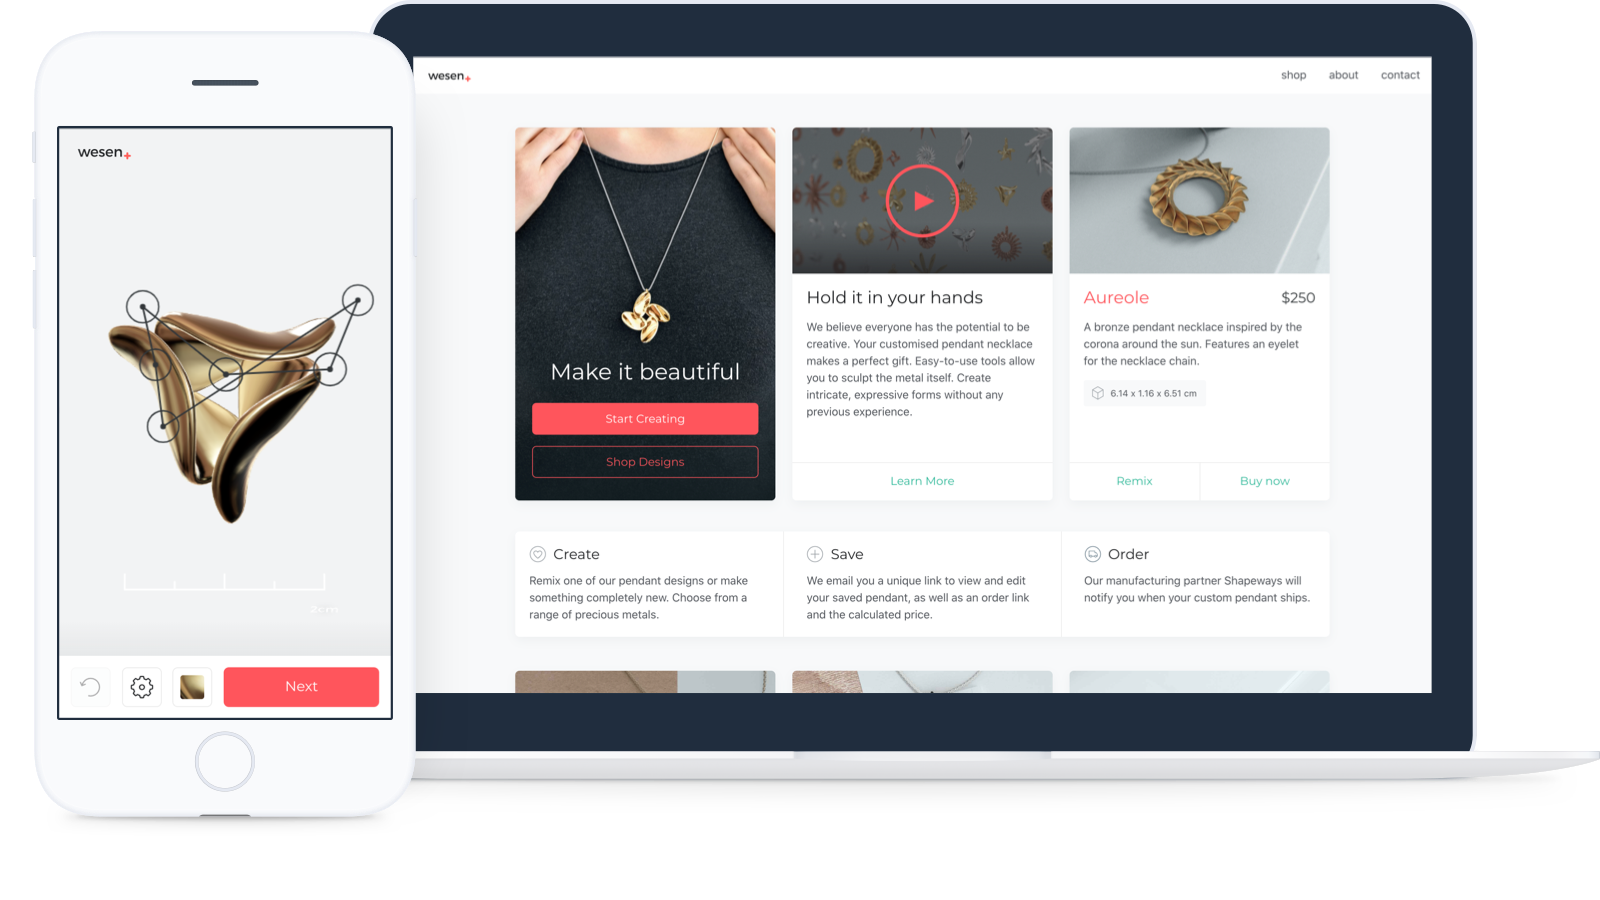 wesen+
2cm
Next
wesen+
shop about contact
Make it beautiful
Start Creating
Shop Designs
Hold it in your hands
We believe everyone has the potential to be
creative. Your customised pendant necklace
makes a perfect gift. Easy-to-use tools allow
you to sculpt the metal itself. Create
intricate, expressive forms without any
previous experience.
Learn More
Aureole $250
A bronze pendant necklace inspired by the
corona around the sun. Features an eyelet
for the necklace chain.
6.14 x 1.16 x 6.51 cm
Remix Buy now
Create
Remix one of our pendant designs or make
something completely new. Choose from a
range of precious metals.
Save
We email you a unique link to view and edit
your saved pendant, as well as an order link
and the calculated price.
Order
Our manufacturing partner Shapeways will
notify you when your custom pendant ships.